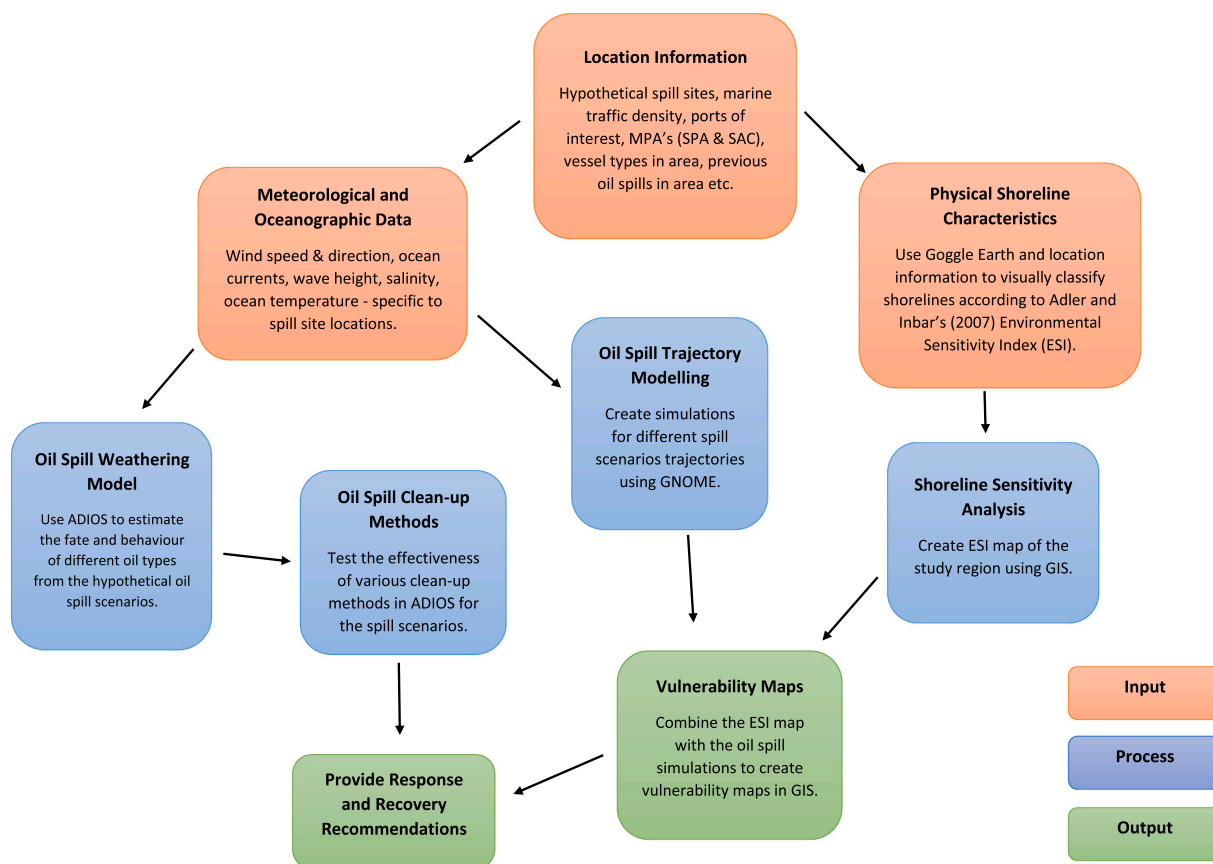 Location Information
Hypothetical spill sites, marine
traffic density, ports of
interest, MPA’s (SPA & SAC),
vessel types in area, previous
oil spills in area etc.
Meteorological and
Oceanographic Data
Wind speed & direction, ocean
currents, wave height, salinity,
ocean temperature - specific to
spill site locations.
Physical Shoreline
Characteristics
Use Goggle Earth and location
information to visually classify
shorelines according to Adler and
Inbar’s (2007) Environmental
Sensitivity Index (ESI).
Oil Spill Trajectory
Modelling
Create simulations
for different spill
scenarios trajectories
using GNOME.
Oil Spill Weathering
Model
Use ADIOS to estimate
the fate and behaviour
of different oil types
from the hypothetical oil
spill scenarios.
Oil Spill Clean-up
Methods
Test the effectiveness
of various clean-up
methods in ADIOS for
the spill scenarios.
Shoreline Sensitivity
Analysis
Create ESI map of the
study region using GIS.
Vulnerability Maps
Combine the ESI map
with the oil spill
simulations to create
vulnerability maps in GIS.
Provide Response
and Recovery
Recommendations
Input
Process
Output